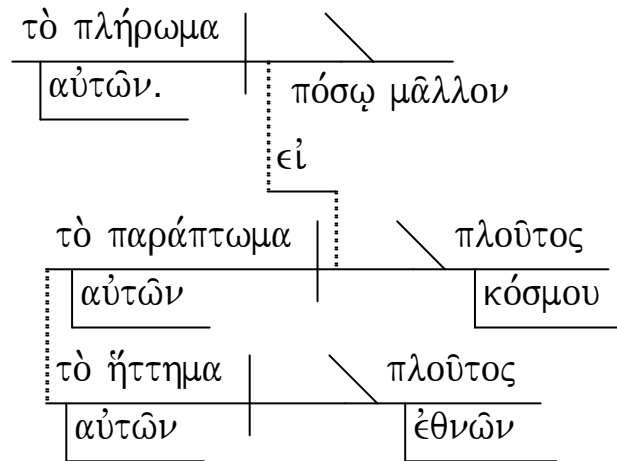 τὸ πλήρωμα
αὐτῶν. πόσῳ μᾶλλον
εἰ
τὸ παράπτωμα πλοῦτος
αὐτῶν κόσμου
τὸ ἥττημα πλοῦτος
αὐτῶν ἐθνῶν